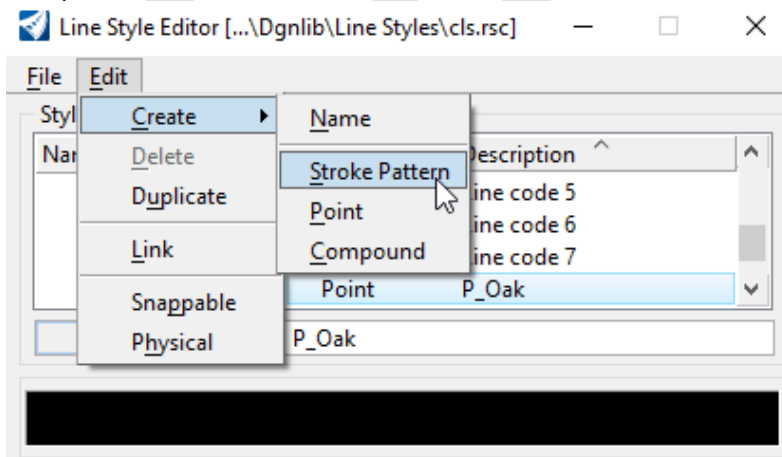 Line Style Editor [...\Dgnlib\Line Styles\cls.rsc]
File Edit
Styl
Create
Name
Nar
Delete
Stroke Pattern
Description
Duplicate
Point
ine code 5
ine code 6
Link
Compound
ine code 7
Snappable
Point P_Oak
Physical
P_Oak